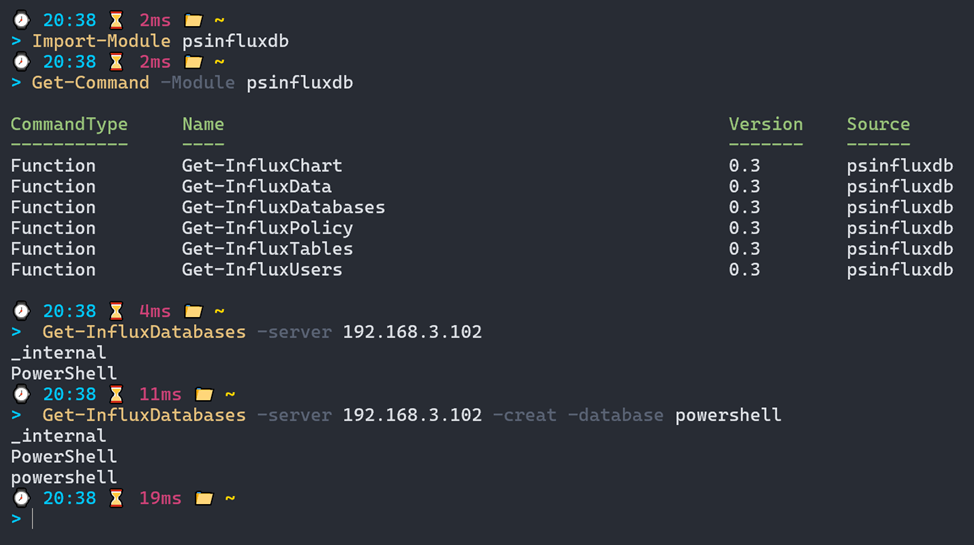 20:38 2ms ~
> Import-Module psinfluxdb
20:38 2ms ~
> Get-Command -Module psinfluxdb
CommandType Name Version Source
----------- ---- ------- ------
Function Get-InfluxChart 0.3 psinfluxdb
Function Get-InfluxData 0.3 psinfluxdb
Function Get-InfluxDatabases 0.3 psinfluxdb
Function Get-InfluxPolicy 0.3 psinfluxdb
Function Get-InfluxTables 0.3 psinfluxdb
Function Get-InfluxUsers 0.3 psinfluxdb
20:38 4ms ~
> Get-InfluxDatabases -server 192.168.3.102
_internal
PowerShell
20:38 11ms ~
> Get-InfluxDatabases -server 192.168.3.102 -creat -database powershell
_internal
PowerShell
powershell
20:38 19ms ~
>